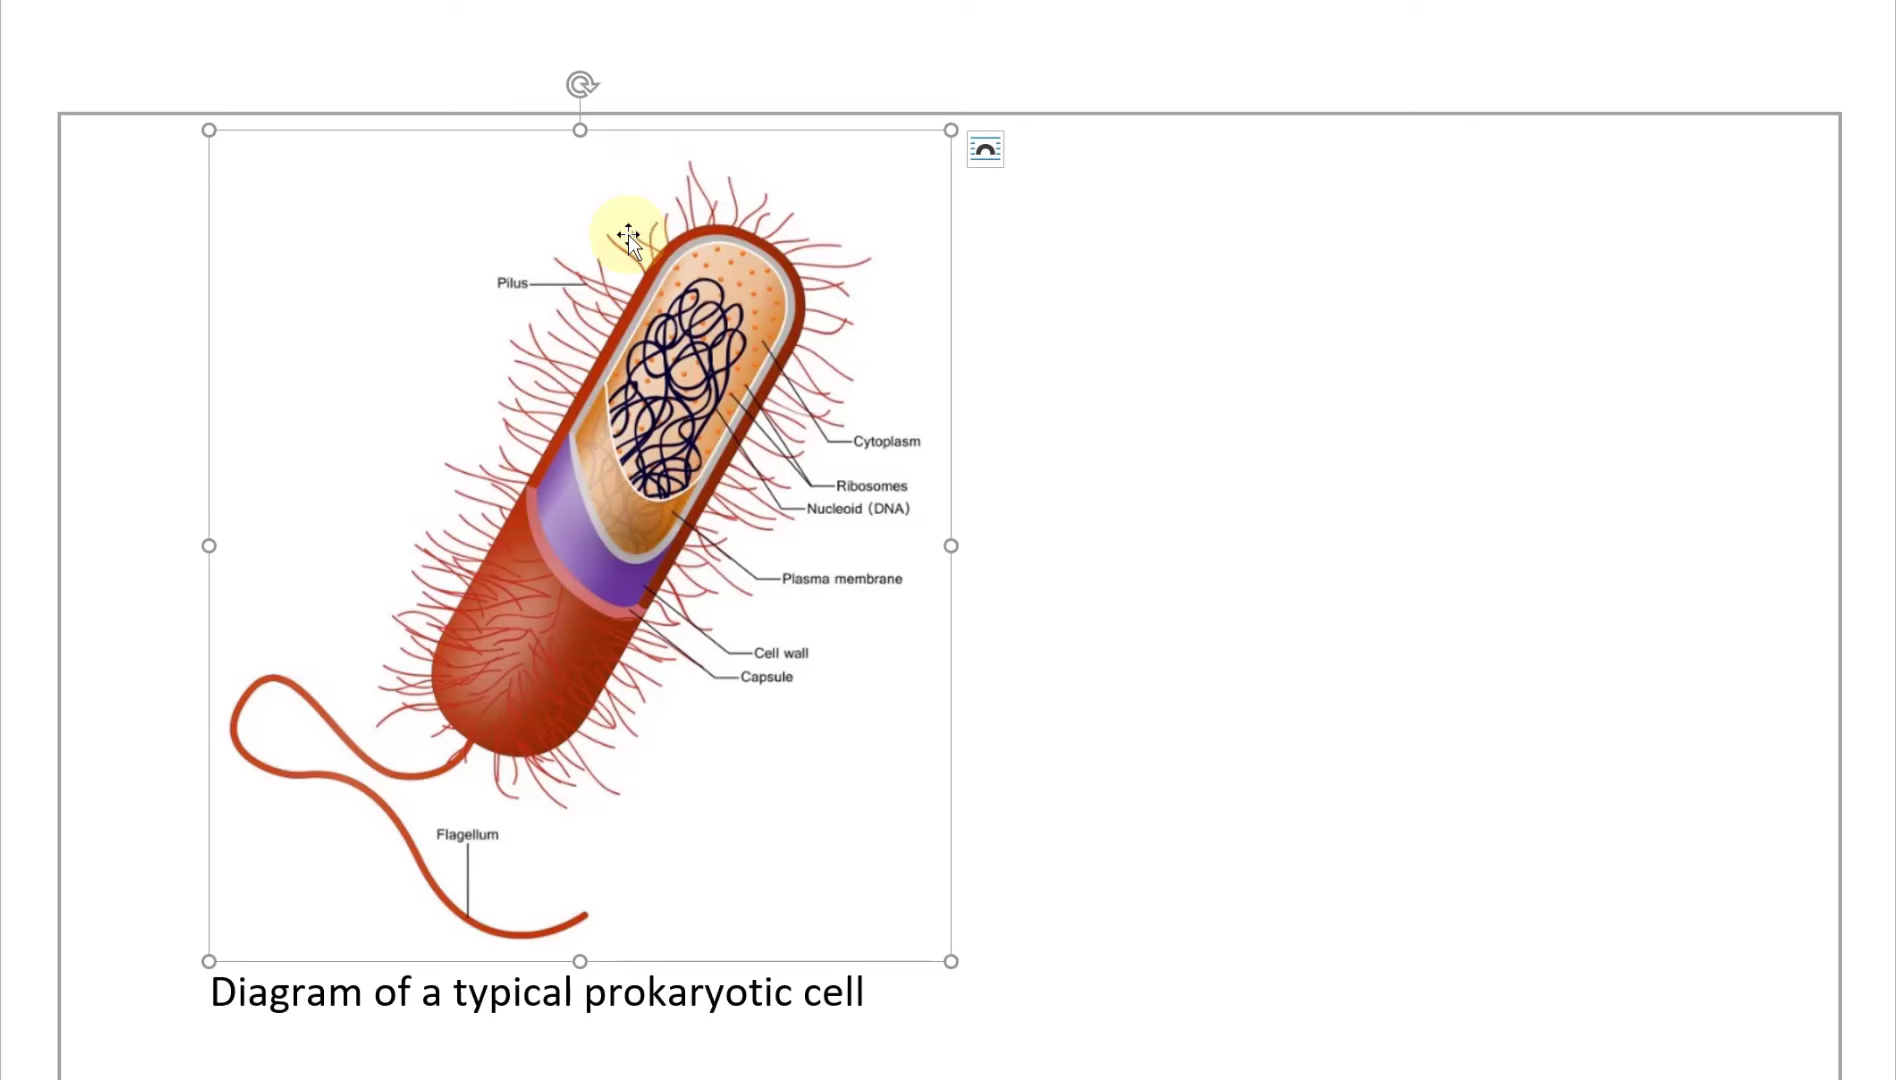 Pilus
Cytoplasm
Ribosomes
Nucleoid (DNA)
Plasma membrane
Cell wall
Capsule
Flagellum
Diagram of a typical prokaryotic cell